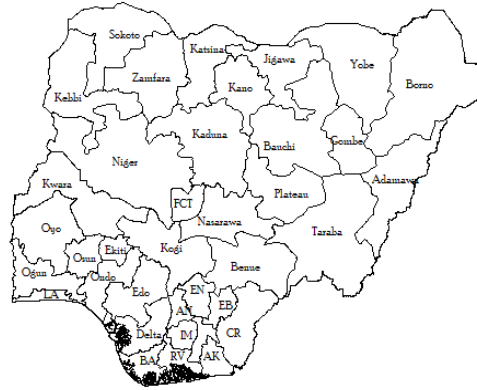 Sokoto
Katsina
Jigawa
Yobe
Zamfara
Borno
Kano
Kebbi
Kaduna
Gombe
Bauchi
Niger
Adamawa
Kwara
Plateau
FCT
Nasarawa
Oyo
Taraba
Kogi
Ekiti
Osun
Benue
Ogun
Ondo
Edo
EN
LA
EB
AN
Delta
IM
CR
BA
RV
AK